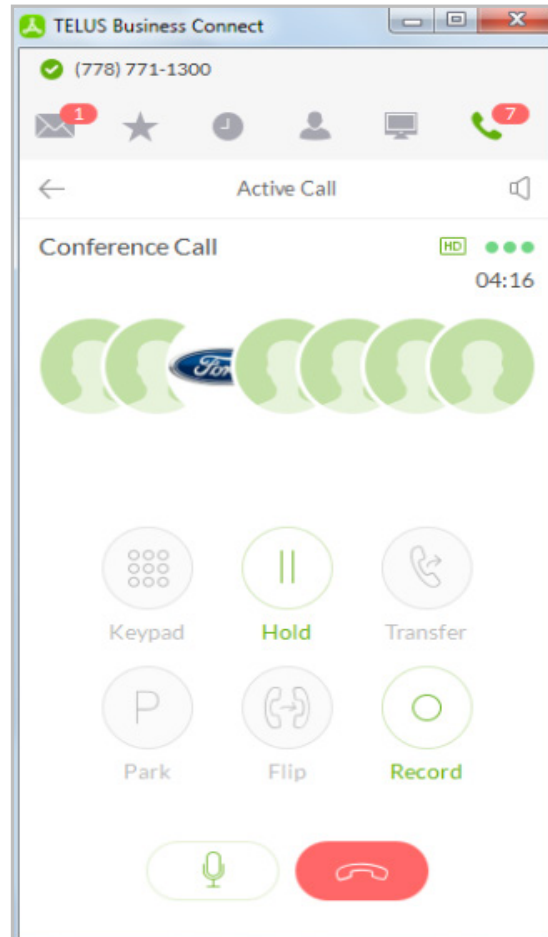 TELUS Business Connect
(778) 771-1300
1
7
Active Call
Conference Call
HD
04:16
Ford
Keypad
Hold
Transfer
P
Park
Flip
Record